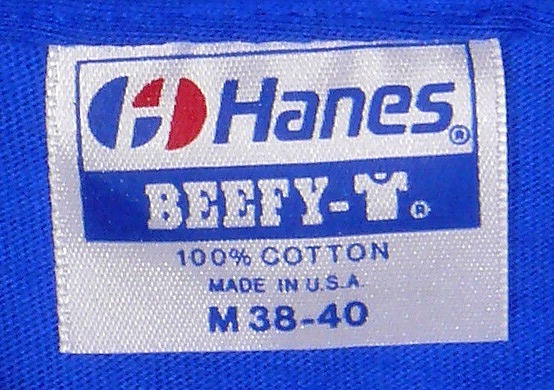 Hanes®
BEEFY-T®
100% COTTON
MADE IN U.S.A.
M 38-40